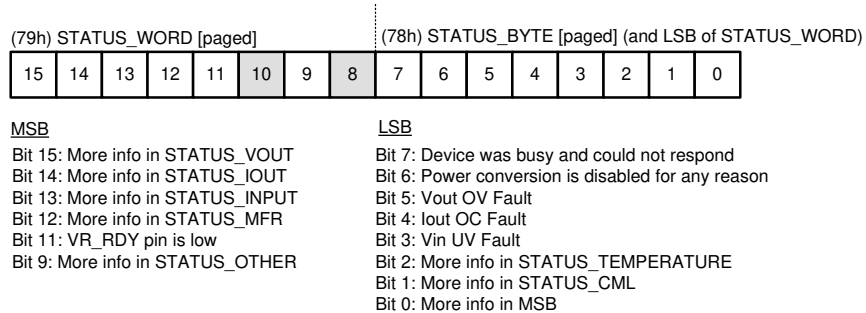 (79h) STATUS_WORD [paged]
(78h) STATUS_BYTE [paged] (and LSB of STATUS_WORD)
15 14 13 12 11 10 9 8 7 6 5 4 3 2 1 0
MSB
Bit 15: More info in STATUS_VOUT
Bit 14: More info in STATUS_IOUT
Bit 13: More info in STATUS_INPUT
Bit 12: More info in STATUS_MFR
Bit 11: VR_RDY pin is low
Bit 9: More info in STATUS_OTHER
LSB
Bit 7: Device was busy and could not respond
Bit 6: Power conversion is disabled for any reason
Bit 5: Vout OV Fault
Bit 4: Iout OC Fault
Bit 3: Vin UV Fault
Bit 2: More info in STATUS_TEMPERATURE
Bit 1: More info in STATUS_CML
Bit 0: More info in MSB